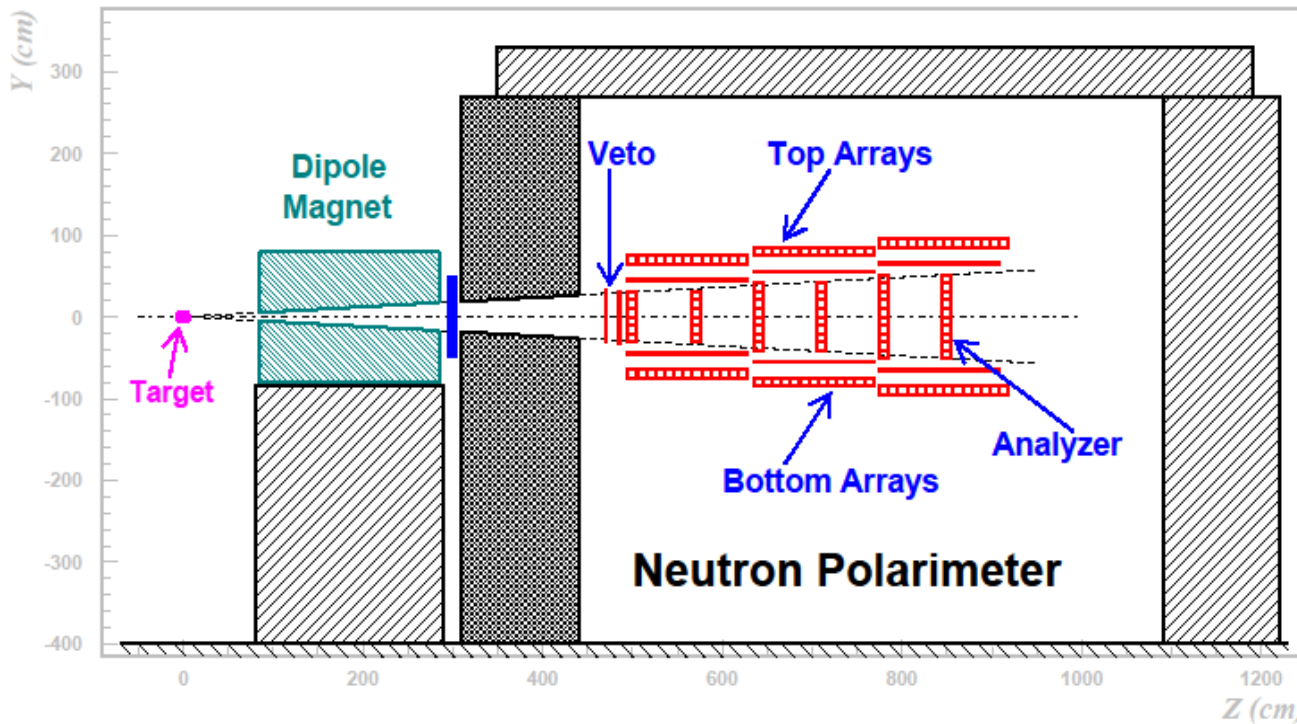 Y (cm)
300
200
100
0
-100
-200
-300
-400
Dipole
Magnet
Veto
Top Arrays
Target
Analyzer
Bottom Arrays
Neutron Polarimeter
0
200
400
600
800
1000
1200
Z (cm)